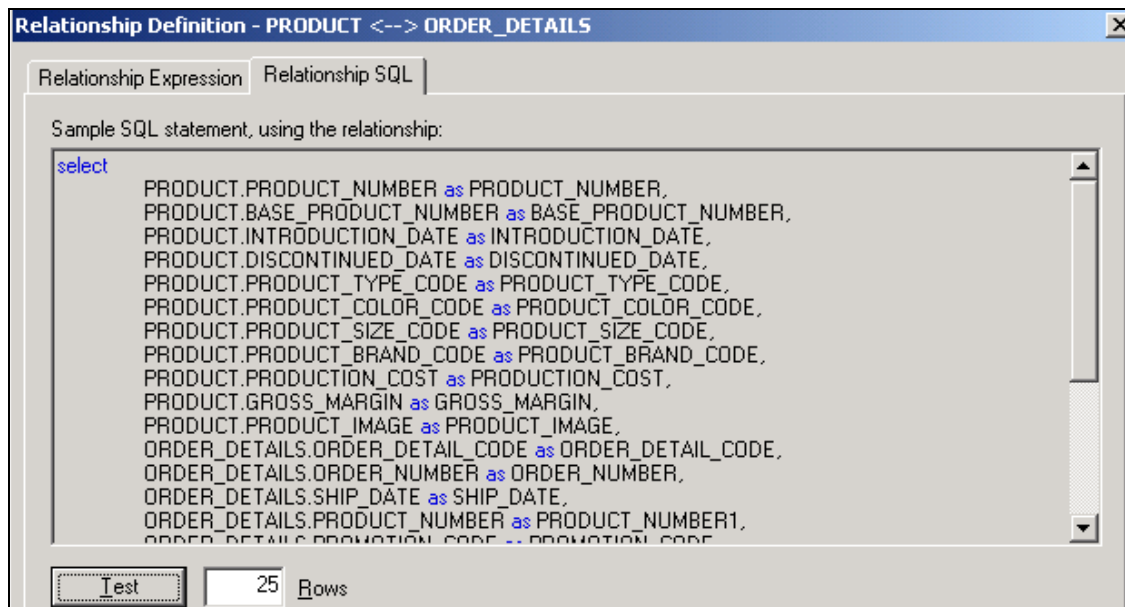 Relationship Definition - PRODUCT <--> ORDER_DETAILS
Relationship Expression Relationship SQL
Sample SQL statement, using the relationship:
select
PRODUCT.PRODUCT_NUMBER as PRODUCT_NUMBER,
PRODUCT.BASE_PRODUCT_NUMBER as BASE_PRODUCT_NUMBER,
PRODUCT.INTRODUCTION_DATE as INTRODUCTION_DATE,
PRODUCT.DISCONTINUED_DATE as DISCONTINUED_DATE,
PRODUCT.PRODUCT_TYPE_CODE as PRODUCT_TYPE_CODE,
PRODUCT.PRODUCT_COLOR_CODE as PRODUCT_COLOR_CODE,
PRODUCT.PRODUCT_SIZE_CODE as PRODUCT_SIZE_CODE,
PRODUCT.PRODUCT_BRAND_CODE as PRODUCT_BRAND_CODE,
PRODUCT.PRODUCTION_COST as PRODUCTION_COST,
PRODUCT.GROSS_MARGIN as GROSS_MARGIN,
PRODUCT.PRODUCT_IMAGE as PRODUCT_IMAGE,
ORDER_DETAILS.ORDER_DETAIL_CODE as ORDER_DETAIL_CODE,
ORDER_DETAILS.ORDER_NUMBER as ORDER_NUMBER,
ORDER_DETAILS.SHIP_DATE as SHIP_DATE,
ORDER_DETAILS.PRODUCT_NUMBER as PRODUCT_NUMBER1,
ORDER_DETAILS.PROMOTION_CODE as PROMOTION_CODE
Test 25 Rows